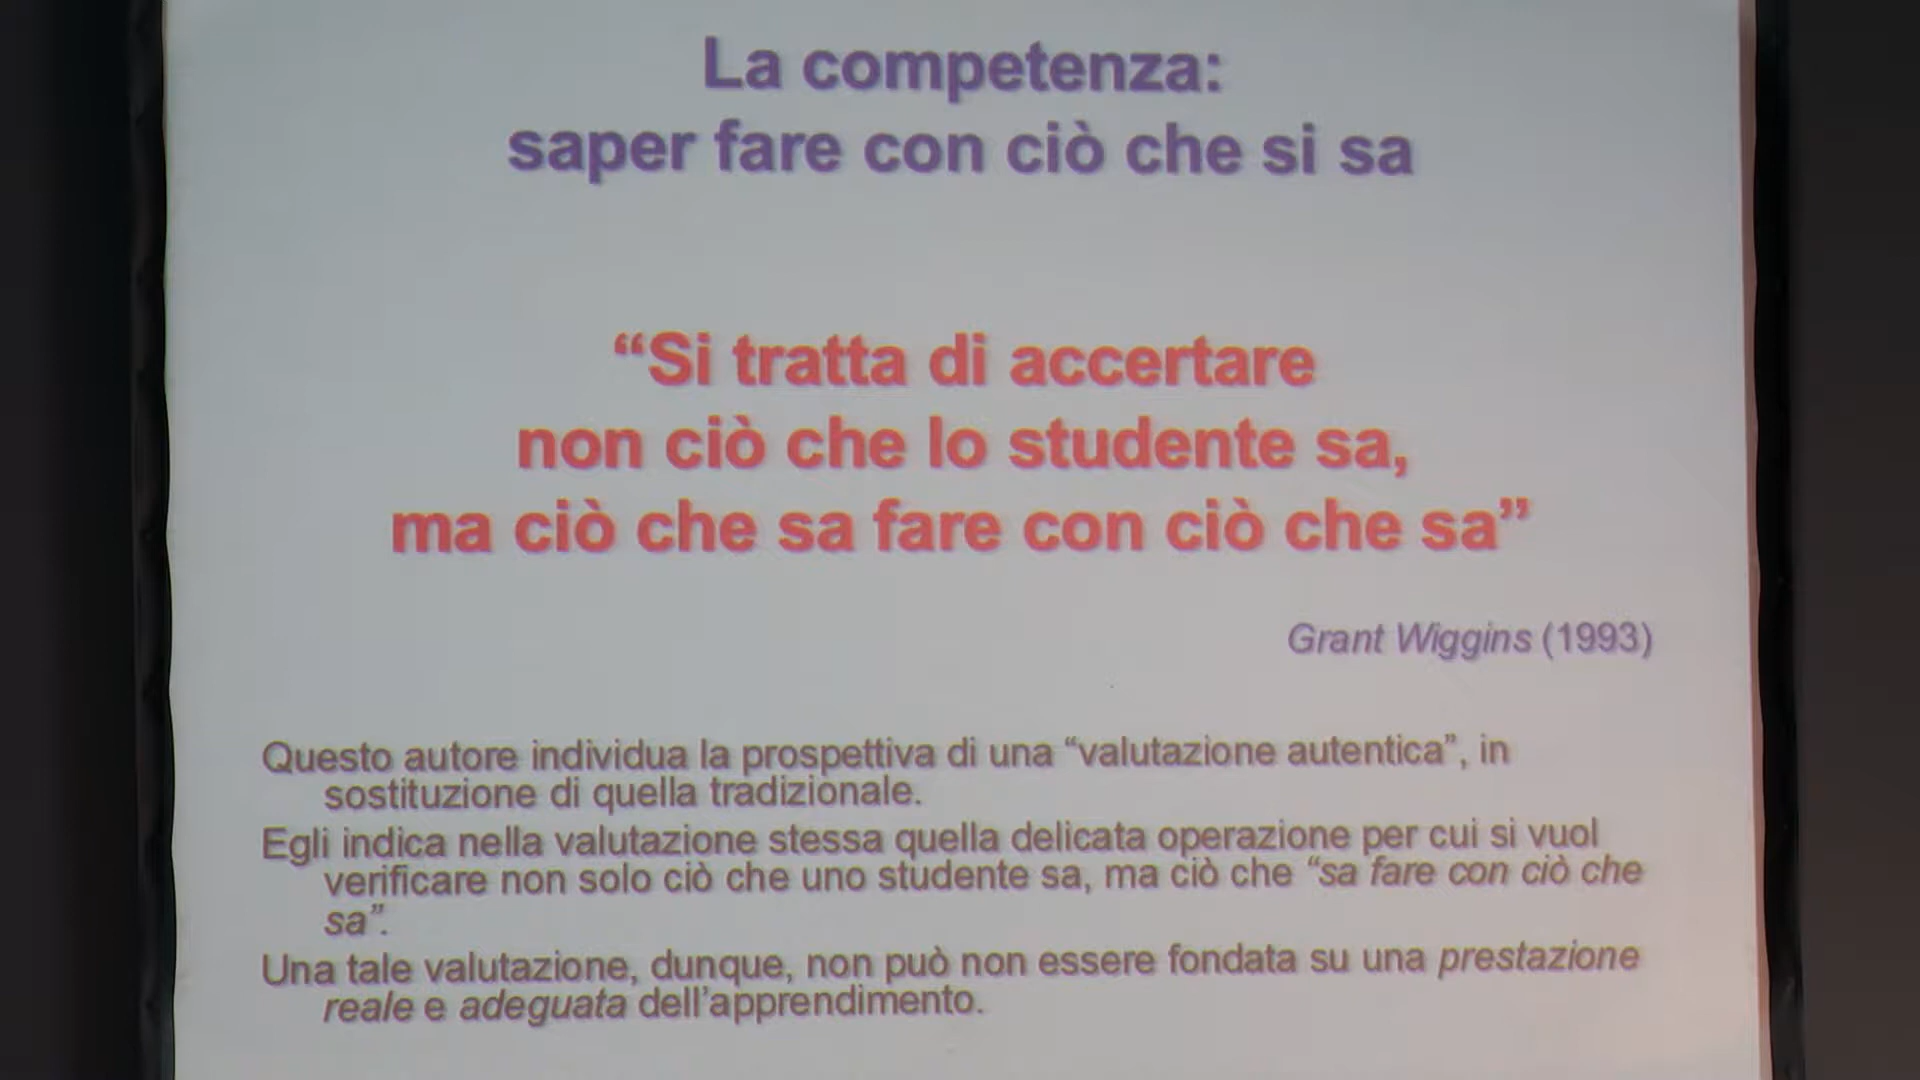 La competenza:
saper fare con ciò che si sa
“Si tratta di accertare
non ciò che lo studente sa,
ma ciò che sa fare con ciò che sa”
Grant Wiggins (1993)
Questo autore individua la prospettiva di una “valutazione autentica”, in
sostituzione di quella tradizionale.
Egli indica nella valutazione stessa quella delicata operazione per cui si vuol
verificare non solo ciò che uno studente sa, ma ciò che “sa fare con ciò che
sa”.
Una tale valutazione, dunque, non può non essere fondata su una prestazione
reale e adeguata dell’apprendimento.